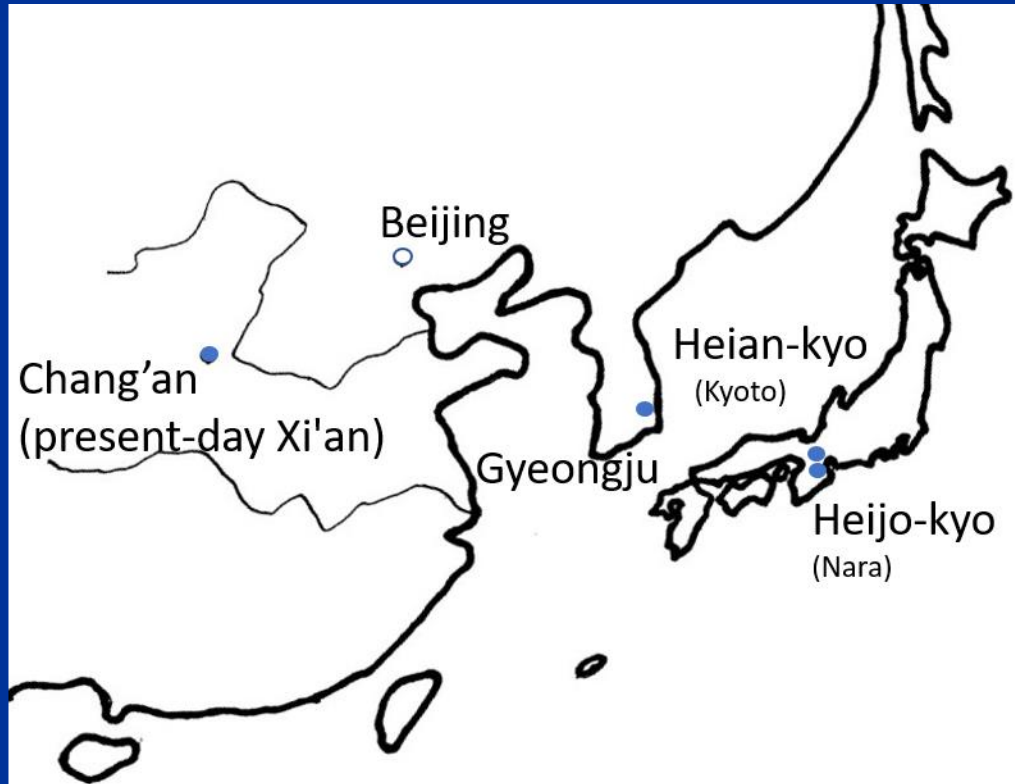 Beijing
Heian-kyo
(Kyoto)
Chang’an
(present-day Xi'an)
Gyeongju
Heijo-kyo
(Nara)